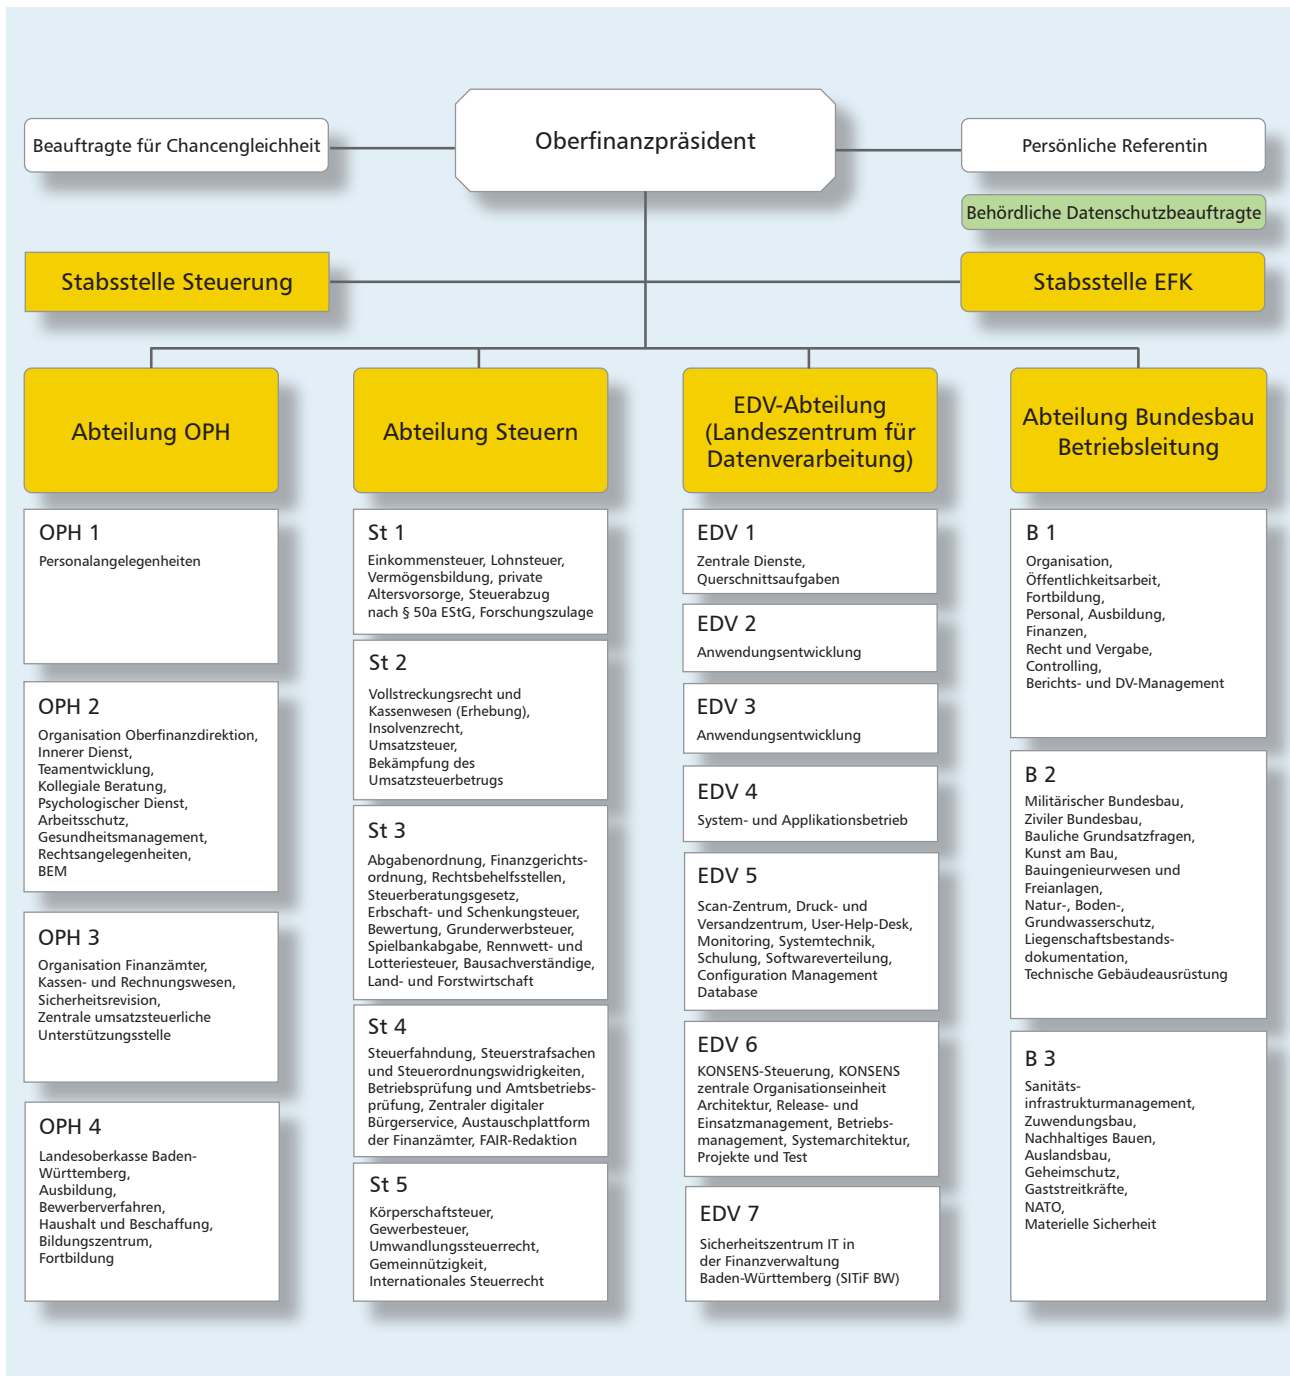 Oberfinanzpräsident
Beauftragte für Chancengleichheit
Persönliche Referentin
Behördliche Datenschutzbeauftragte
Stabsstelle Steuerung
Stabsstelle EFK
Abteilung OPH
OPH 1
Personalangelegenheiten
OPH 2
Organisation Oberfinanzdirektion,
Innerer Dienst,
Teamentwicklung,
Kollegiale Beratung,
Psychologischer Dienst,
Arbeitsschutz,
Gesundheitsmanagement,
Rechtsangelegenheiten,
BEM
OPH 3
Organisation Finanzämter,
Kassen- und Rechnungswesen,
Sicherheitsrevision,
Zentrale umsatzsteuerliche
Unterstützungsstelle
OPH 4
Landesoberkasse Baden-
Württemberg,
Ausbildung,
Bewerberverfahren,
Haushalt und Beschaffung,
Bildungszentrum,
Fortbildung
Abteilung Steuern
St 1
Einkommensteuer, Lohnsteuer,
Vermögensbildung, private
Altersvorsorge, Steuerabzug
nach § 50a EStG, Forschungszulage
St 2
Vollstreckungsrecht und
Kassenwesen (Erhebung),
Insolvenzrecht,
Umsatzsteuer,
Bekämpfung des
Umsatzsteuerbetrugs
St 3
Abgabenordnung, Finanzgerichts-
ordnung, Rechtsbehelfsstellen,
Steuerberatungsgesetz,
Erbschaft- und Schenkungsteuer,
Bewertung, Grunderwerbsteuer,
Spielbankabgabe, Rennwett- und
Lotteriesteuer, Bausachverständige,
Land- und Forstwirtschaft
St 4
Steuerfahndung, Steuerstrafsachen
und Steuerordnungswidrigkeiten,
Betriebsprüfung und Amtsbetriebs-
prüfung, Zentraler digitaler
Bürgerservice, Austauschplattform
der Finanzämter, FAIR-Redaktion
St 5
Körperschaftsteuer,
Gewerbesteuer,
Umwandlungssteuerrecht,
Gemeinnützigkeit,
Internationales Steuerrecht
EDV-Abteilung
(Landeszentrum für
Datenverarbeitung)
EDV 1
Zentrale Dienste,
Querschnittsaufgaben
EDV 2
Anwendungsentwicklung
EDV 3
Anwendungsentwicklung
EDV 4
System- und Applikationsbetrieb
EDV 5
Scan-Zentrum, Druck- und
Versandzentrum, User-Help-Desk,
Monitoring, Systemtechnik,
Schulung, Softwareverteilung,
Configuration Management
Database
EDV 6
KONSENS-Steuerung, KONSENS
zentrale Organisationseinheit
Architektur, Release- und
Einsatzmanagement, Betriebs-
management, Systemarchitektur,
Projekte und Test
EDV 7
Sicherheitszentrum IT in
der Finanzverwaltung
Baden-Württemberg (SITiF BW)
Abteilung Bundesbau
Betriebsleitung
B 1
Organisation,
Öffentlichkeitsarbeit,
Fortbildung,
Personal, Ausbildung,
Finanzen,
Recht und Vergabe,
Controlling,
Berichts- und DV-Management
B 2
Militärischer Bundesbau,
Ziviler Bundesbau,
Bauliche Grundsatzfragen,
Kunst am Bau,
Bauingenieurwesen und
Freianlagen,
Natur-, Boden-,
Grundwasserschutz,
Liegenschaftsbestands-
dokumentation,
Technische Gebäudeausrüstung
B 3
Sanitäts-
infrastrukturmanagement,
Zuwendungsbau,
Nachhaltiges Bauen,
Auslandsbau,
Geheimschutz,
Gaststreitkräfte,
NATO,
Materielle Sicherheit